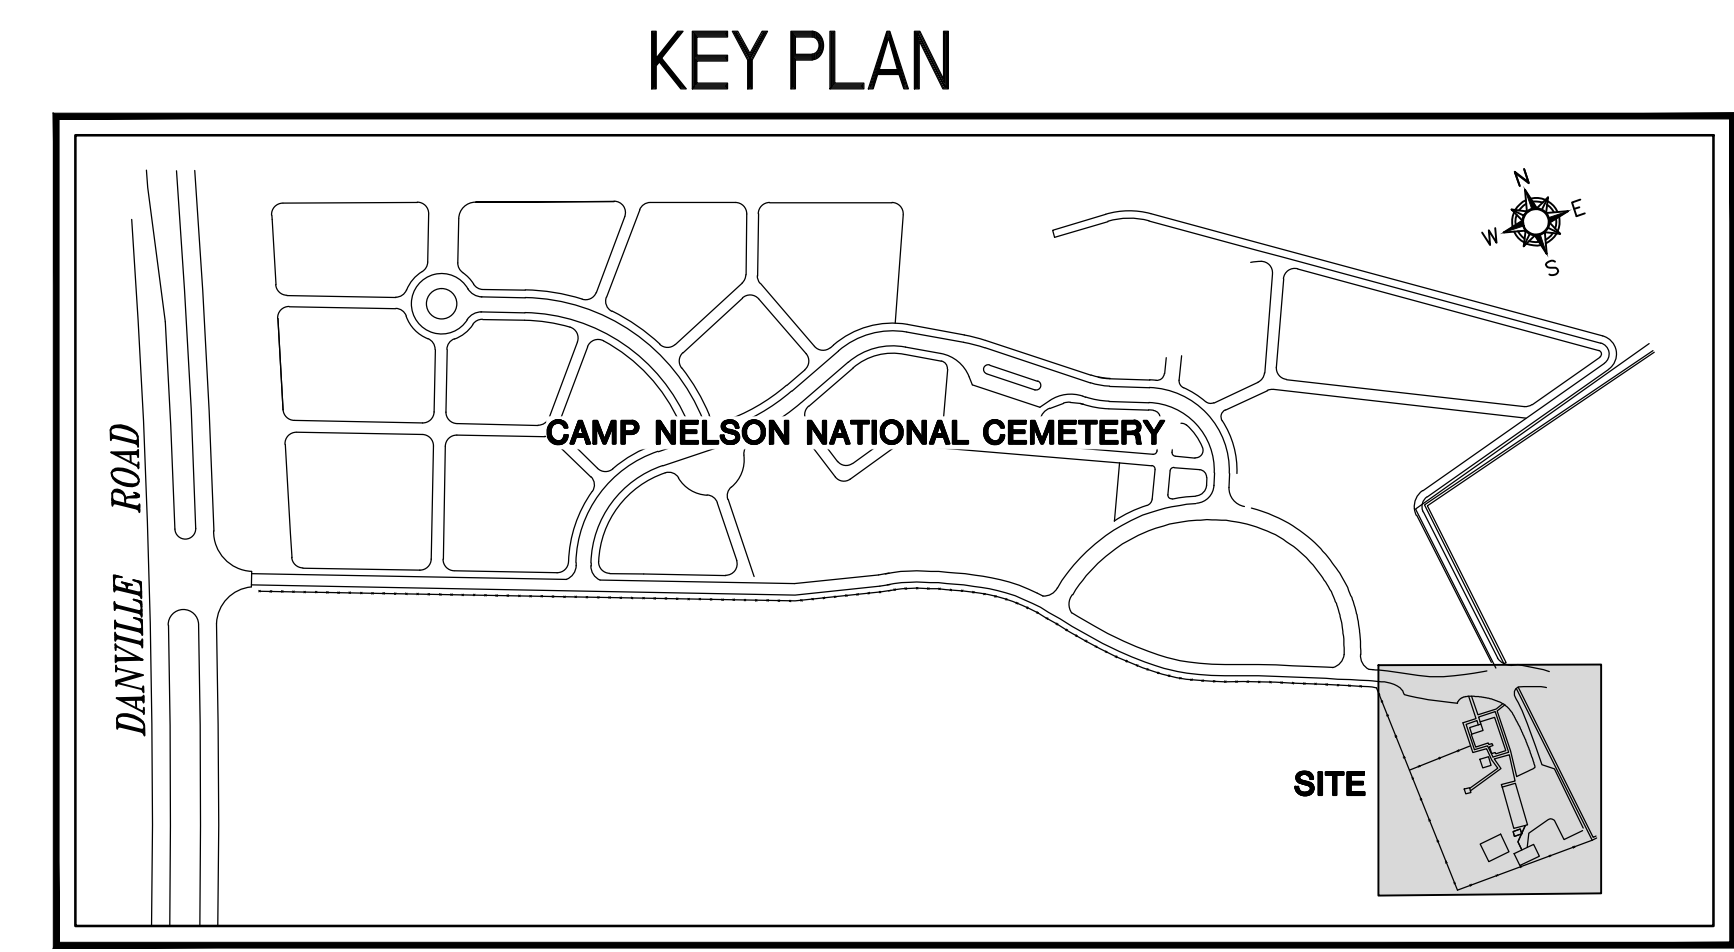 KEY PLAN
N
E
W
S
CAMP NELSON NATIONAL CEMETERY
DANVILLE ROAD
SITE